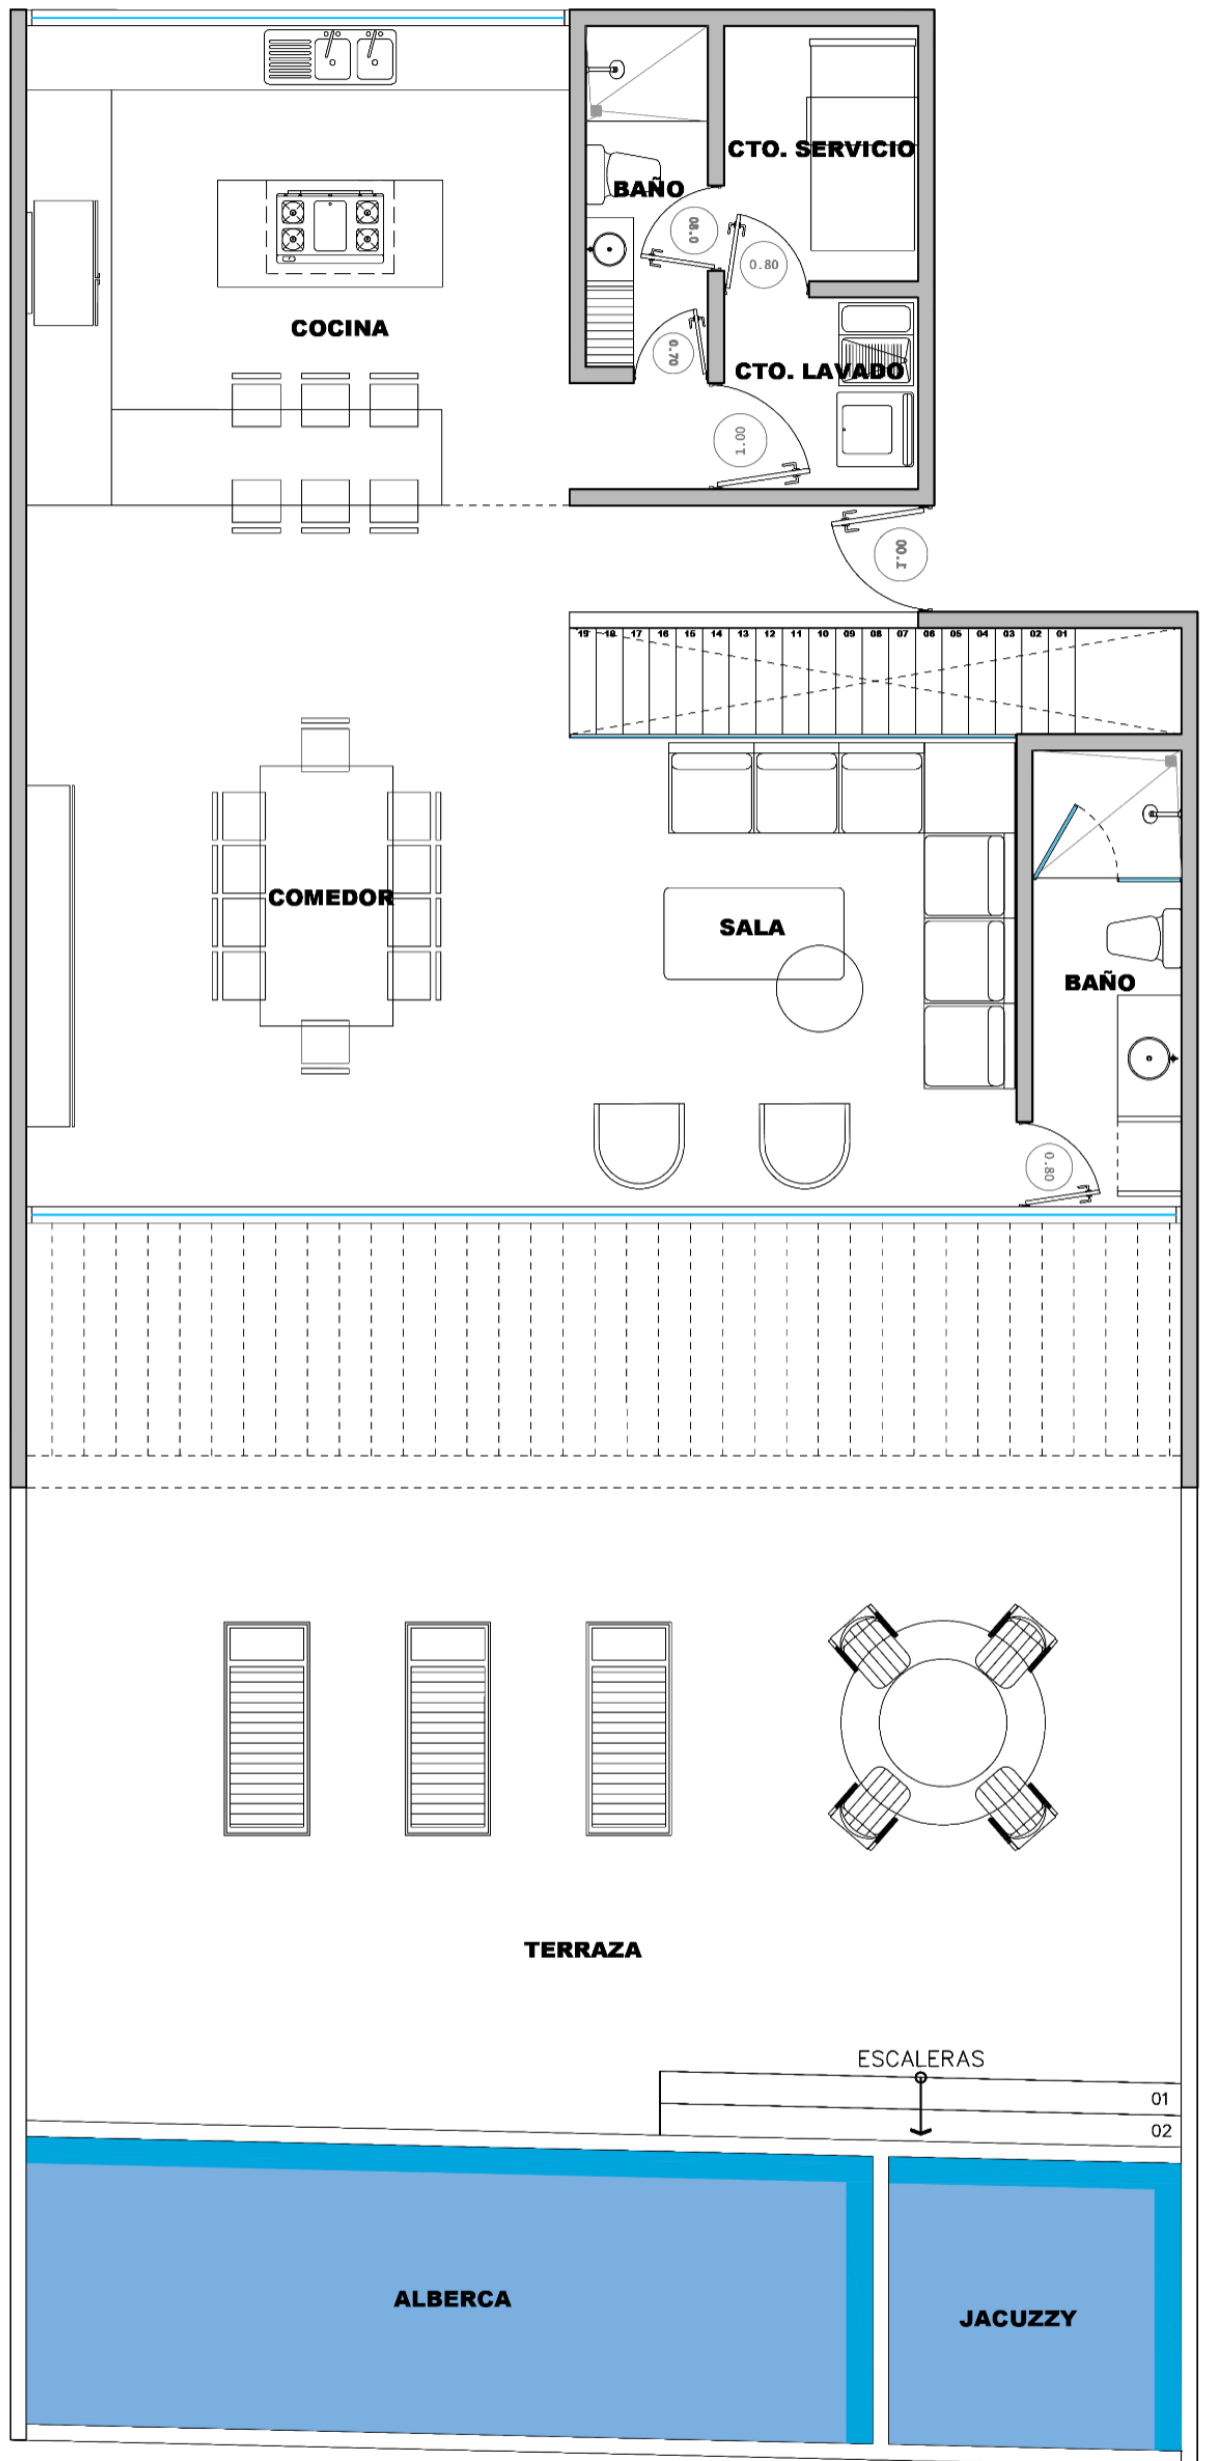 CTO. SERVICIO
BAÑO
0.80
0.80
COCINA
0.70
CTO. LAVADO
1.00
1.00
19 18 17 16 15 14 13 12 11 10 09 08 07 06 05 04 03 02 01
COMEDOR
SALA
BAÑO
0.80
TERRAZA
ESCALERAS
01
02
ALBERCA
JACUZZY